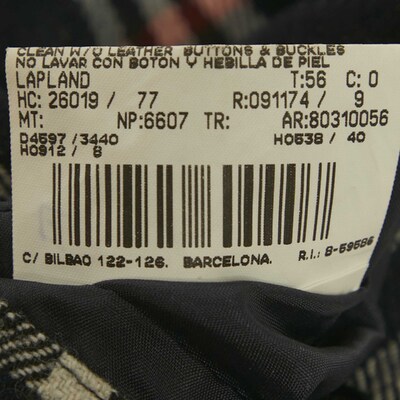 CLEAN W/O LEATHER BUTTONS & BUCKLES
NO LAVAR CON BOTON Y HEBILLA DE PIEL
LAPLAND T:56 C: 0
HC: 26019 / 77 R:091174 / 9
MT: NP:6607 TR: AR:80310056
D4597 /3440 H0538 / 40
H0912 / 8
C/ BILBAO 122-126. BARCELONA. R.I.: B-59586